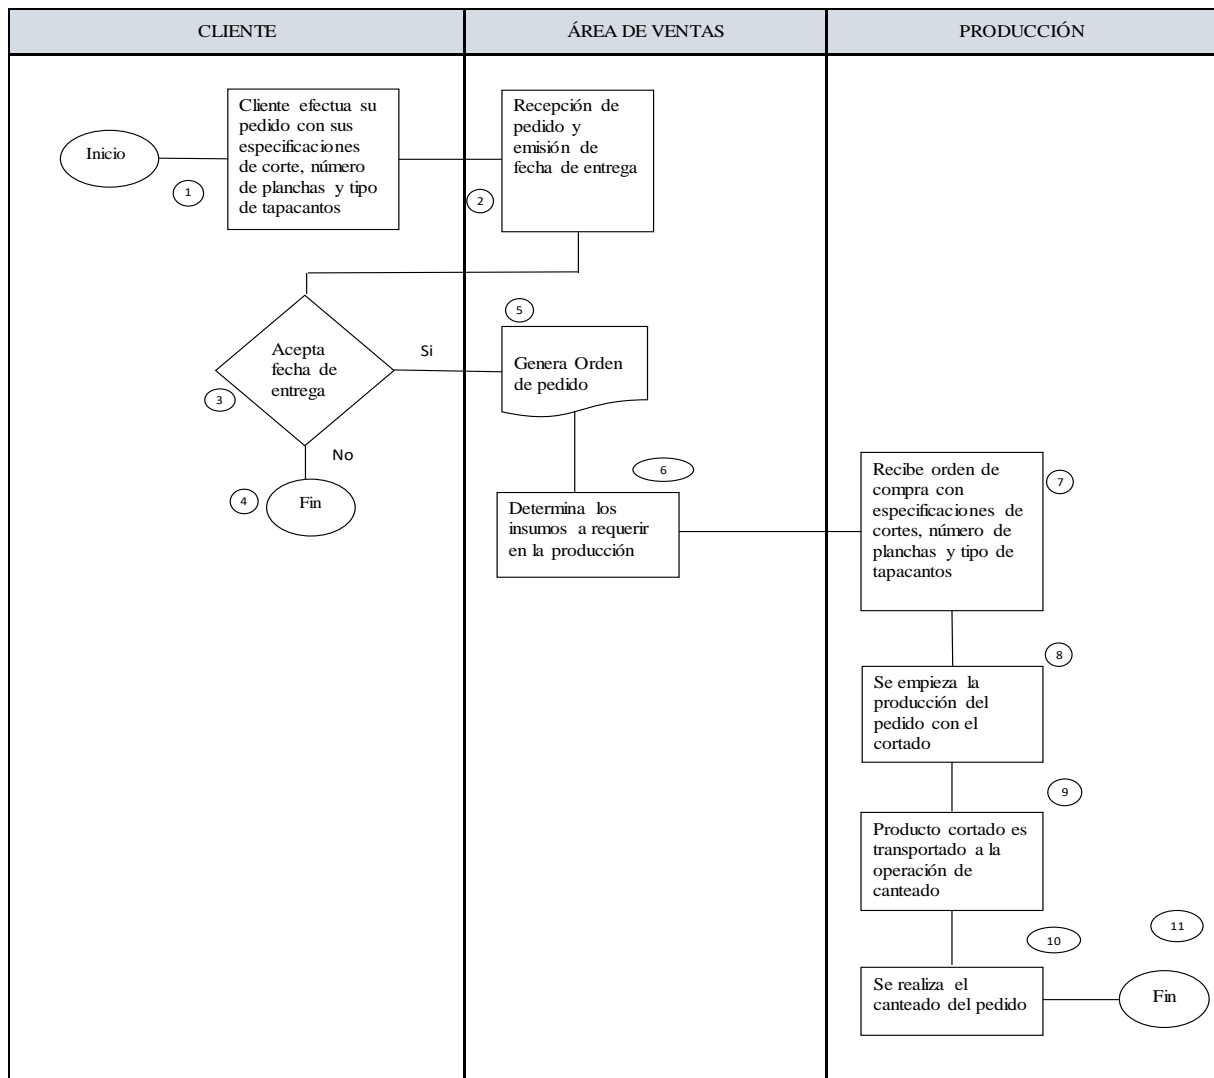 CLIENTE
ÁREA DE VENTAS
PRODUCCIÓN
Inicio
1
Cliente efectua su
pedido con sus
especificaciones
de corte, número
de planchas y tipo
de tapacantos
2
Recepción de
pedido y
emisión de
fecha de entrega
3
Acepta
fecha de
entrega
Si
No
4
Fin
5
Genera Orden
de pedido
6
Determina los
insumos a requerir
en la producción
7
Recibe orden de
compra con
especificaciones de
cortes, número de
planchas y tipo de
tapacantos
8
Se empieza la
producción del
pedido con el
cortado
9
Producto cortado es
transportado a la
operación de
canteado
10
Se realiza el
canteado del pedido
11
Fin